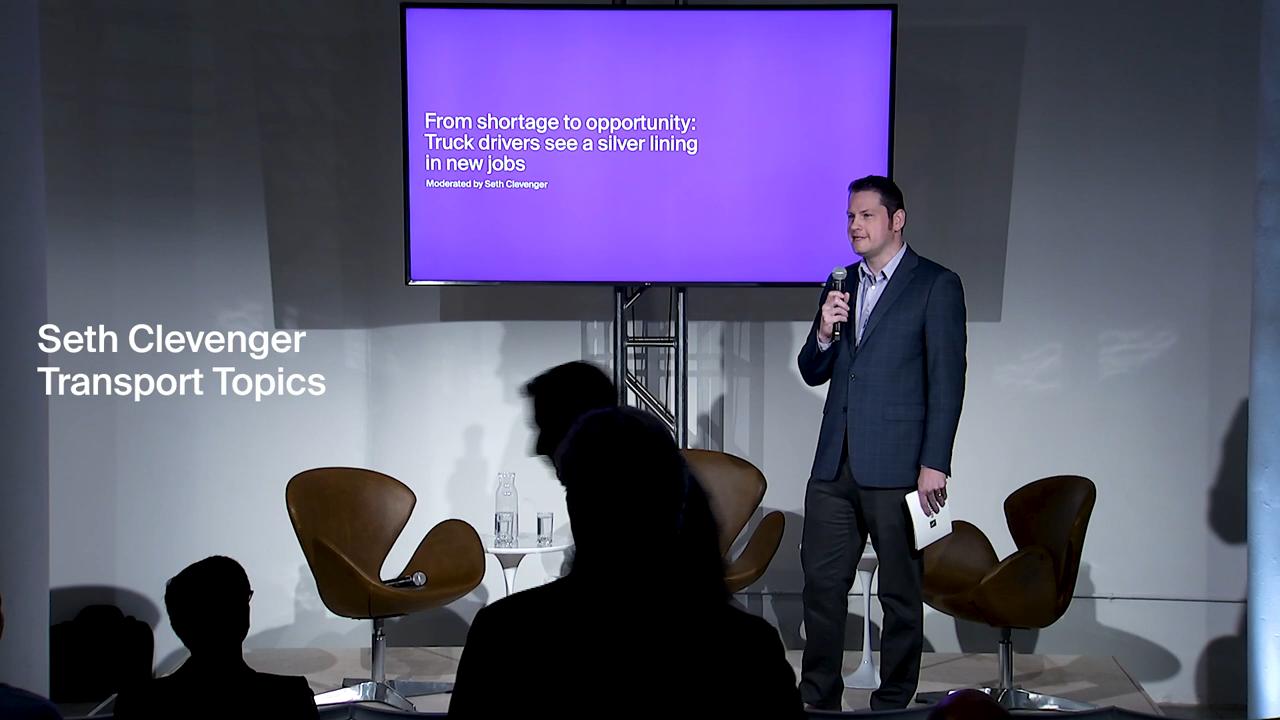 From shortage to opportunity:
Truck drivers see a silver lining
in new jobs
Moderated by Seth Clevenger
Seth Clevenger
Transport Topics